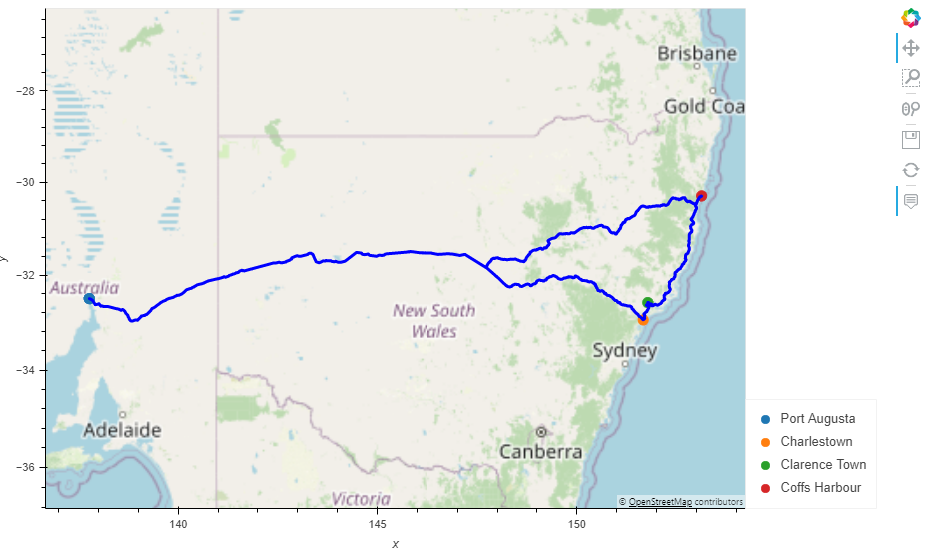 Brisbane
Gold Coa
Australia
New South
Wales
Sydney
Adelaide
Canberra
Victoria
© OpenStreetMap contributors
−28
−30
−32
−34
−36
y
140
145
150
x
Port Augusta
Charlestown
Clarence Town
Coffs Harbour